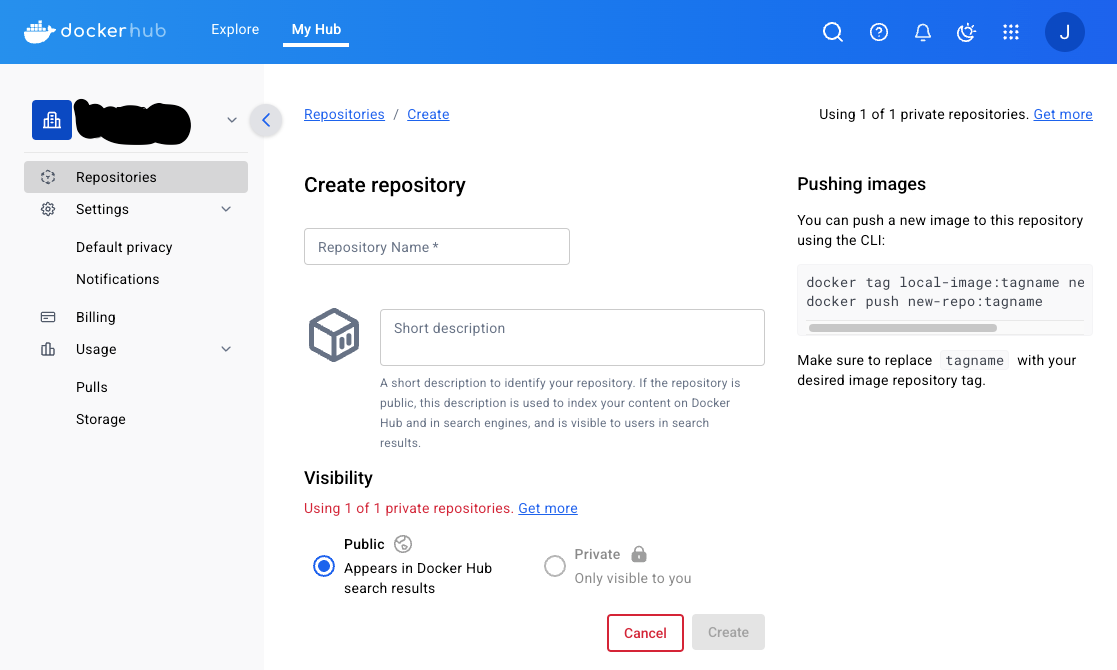 dockerhub
Explore
My Hub
J
Repositories / Create
Using 1 of 1 private repositories. Get more
Repositories
Settings
Default privacy
Notifications
Billing
Usage
Pulls
Storage
Create repository
Repository Name *
Short description
A short description to identify your repository. If the repository is
public, this description is used to index your content on Docker
Hub and in search engines, and is visible to users in search
results.
Visibility
Using 1 of 1 private repositories. Get more
Public
Appears in Docker Hub
search results
Private
Only visible to you
Cancel
Create
Pushing images
You can push a new image to this repository
using the CLI:
docker tag local-image:tagname ne
docker push new-repo:tagname
Make sure to replace tagname with your
desired image repository tag.